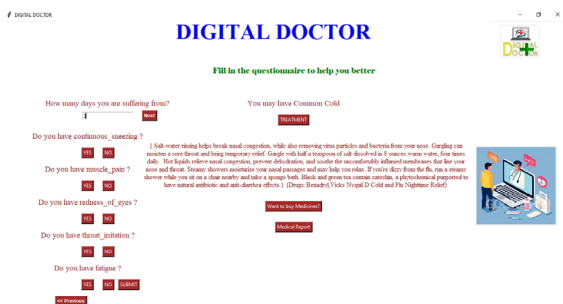 DIGITAL DOCTOR
DIGITAL DOCTOR
DIGITAL
DOCTOR
Fill in the questionnaire to help you better
How many days you are suffering from?
Next
Do you have continuous_sneezing ?
YES NO
Do you have muscle_pain ?
YES NO
Do you have redness_of_eyes ?
YES NO
Do you have throat_irritation ?
YES NO
Do you have fatigue ?
YES NO SUBMIT
<< Previous
You may have Common Cold
TREATMENT
{ Salt-water rinsing helps break nasal congestion, while also removing virus particles and bacteria from your nose. Gargling can
moisten a sore throat and bring temporary relief. Gargle with half a teaspoon of salt dissolved in 8 ounces warm water, four times
daily. Hot liquids relieve nasal congestion, prevent dehydration, and soothe the uncomfortably inflamed membranes that line your
nose and throat. Steamy showers moisturize your nasal passages and may help you relax. If you're dizzy from the flu, run a steamy
shower while you sit on a chair nearby and take a sponge bath. Black and green tea contain catechin, a phytochemical purported to
have natural antibiotic and anti-diarrhea effects.} {Drugs: Benadryl,Vicks Nyquil D Cold and Flu Nighttime Relief)
Want to buy Medicines?
Medical Report